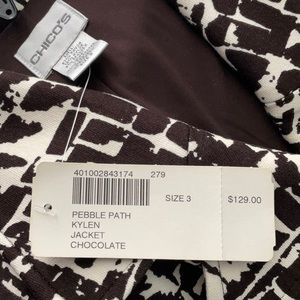 CHICO'S
401002843174 279
SIZE 3 $129.00
PEBBLE PATH
KYLEN
JACKET
CHOCOLATE